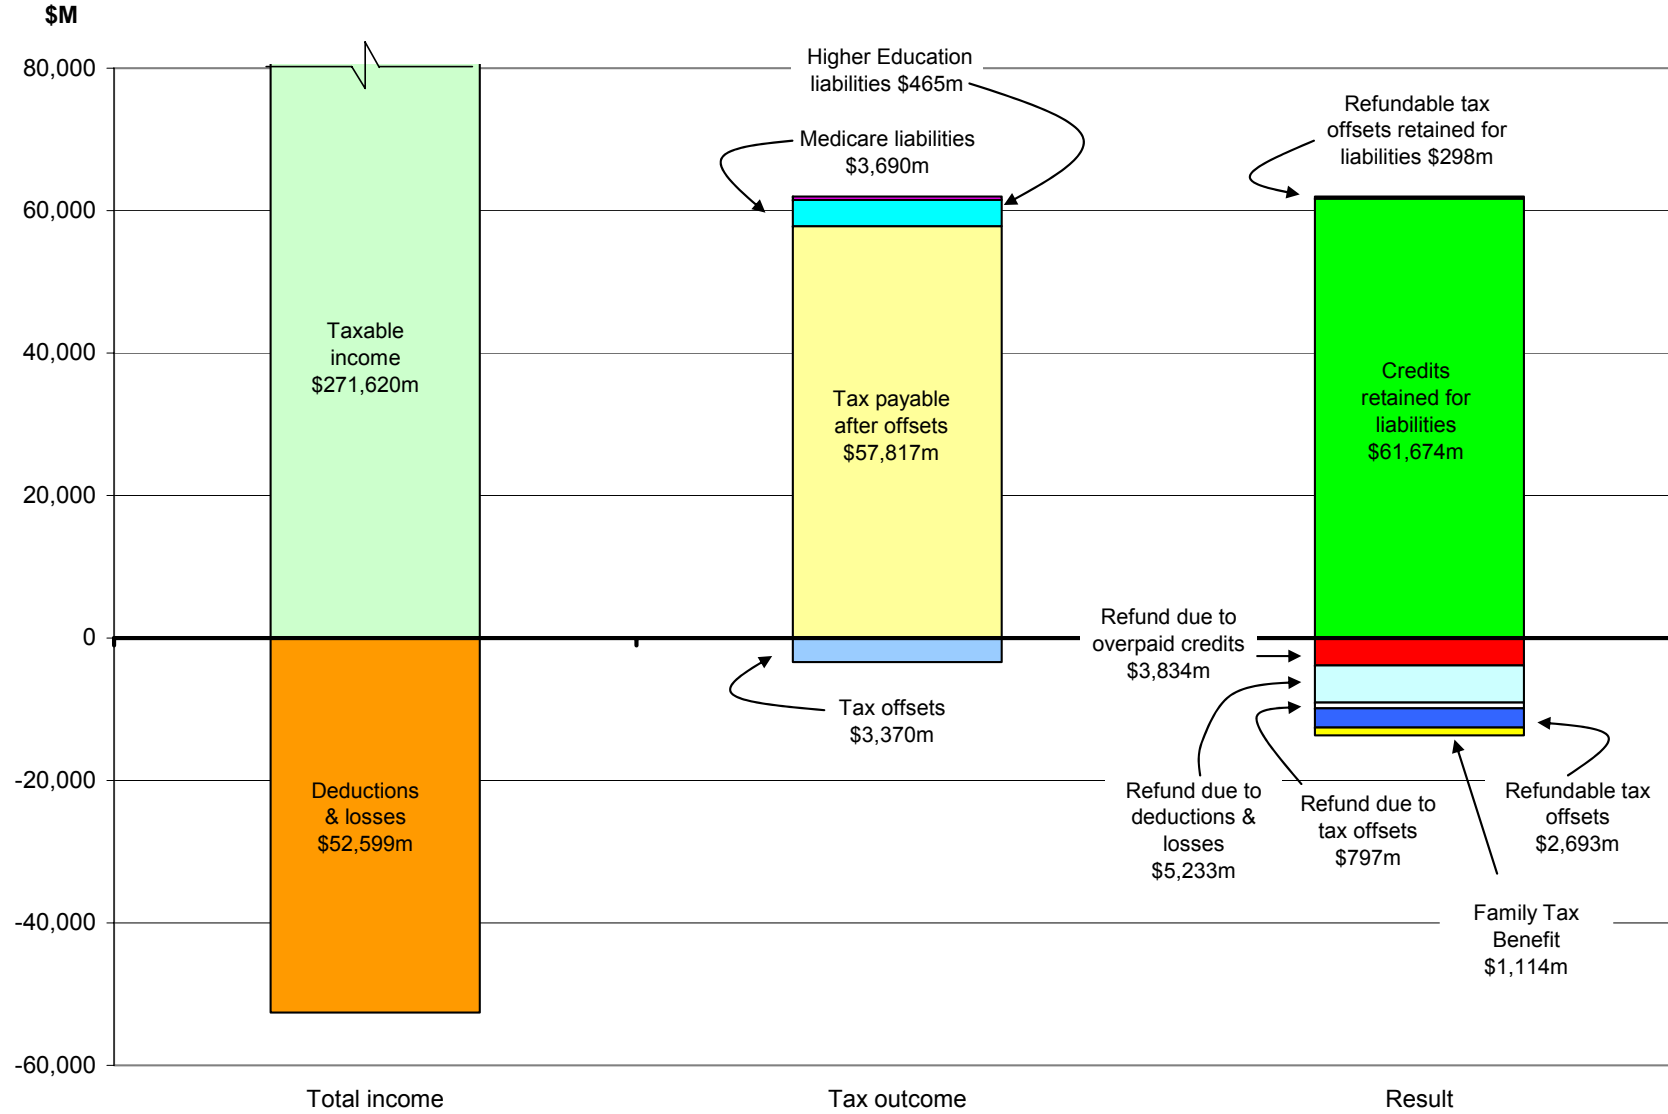 $M
80,000
60,000
40,000
20,000
0
-20,000
-40,000
-60,000
Taxable
income
$271,620m
Deductions
& losses
$52,599m
Higher Education
liabilities $465m
Medicare liabilities
$3,690m
Tax payable
after offsets
$57,817m
Tax offsets
$3,370m
Refundable tax
offsets retained for
liabilities $298m
Credits
retained for
liabilities
$61,674m
Refund due to
overpaid credits
$3,834m
Refund due to
deductions &
losses
$5,233m
Refund due to
tax offsets
$797m
Refundable tax
offsets
$2,693m
Family Tax
Benefit
$1,114m
Total income
Tax outcome
Result